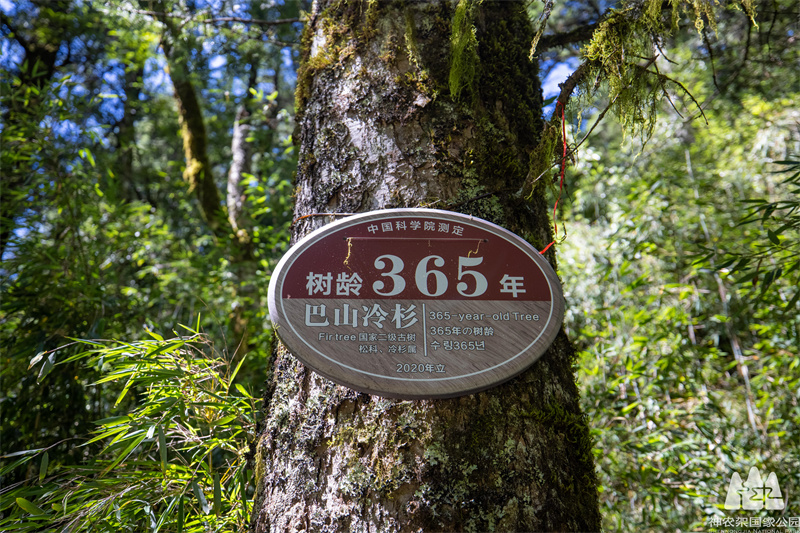 中国科学院测定
树龄 365 年
巴山冷杉
Fir tree 国家二级古树
松科、冷杉属
365-year-old Tree
365年の樹齢
수령365년
2020年立
神农架国家公园
SHENNONGJIA NATIONAL PARK